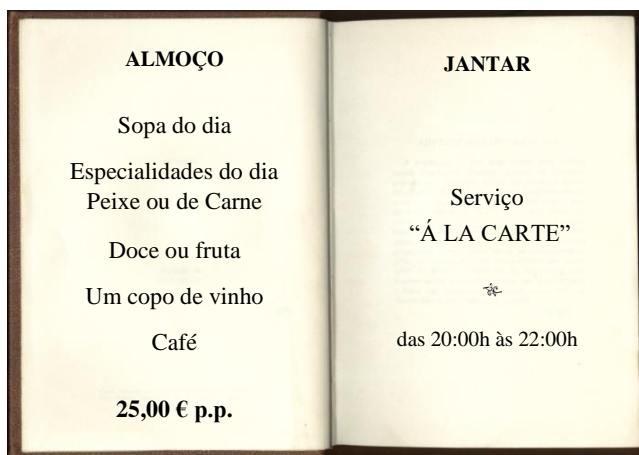 ALMOÇO
Sopa do dia
Especialidades do dia
Peixe ou de Carne
Doce ou fruta
Um copo de vinho
Café
25,00 € p.p.
JANTAR
Serviço
“Á LA CARTE”
das 20:00h às 22:00h